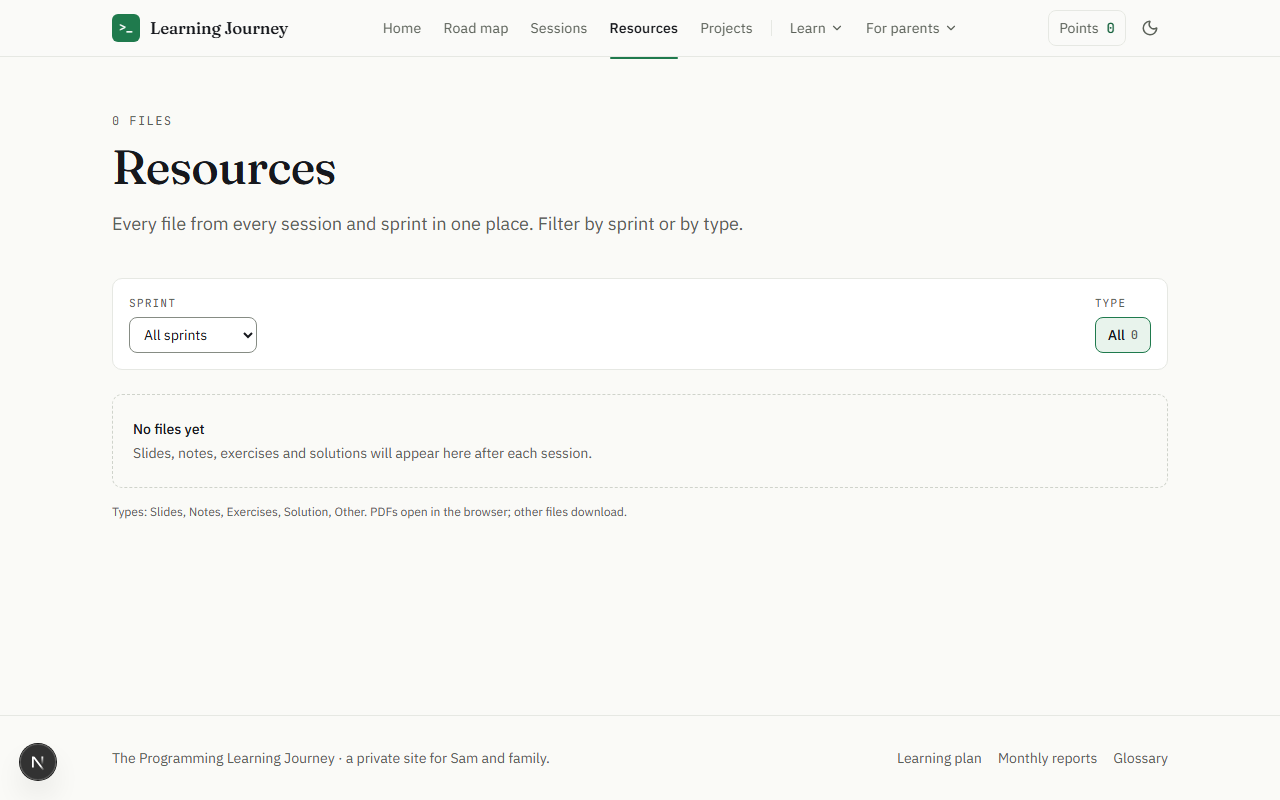 >_ Learning Journey Home Road map Sessions Resources Projects Learn For parents Points 0
0 FILES
Resources
Every file from every session and sprint in one place. Filter by sprint or by type.
SPRINT TYPE
All sprints All 0
No files yet
Slides, notes, exercises and solutions will appear here after each session.
Types: Slides, Notes, Exercises, Solution, Other. PDFs open in the browser; other files download.
N The Programming Learning Journey · a private site for Sam and family. Learning plan Monthly reports Glossary